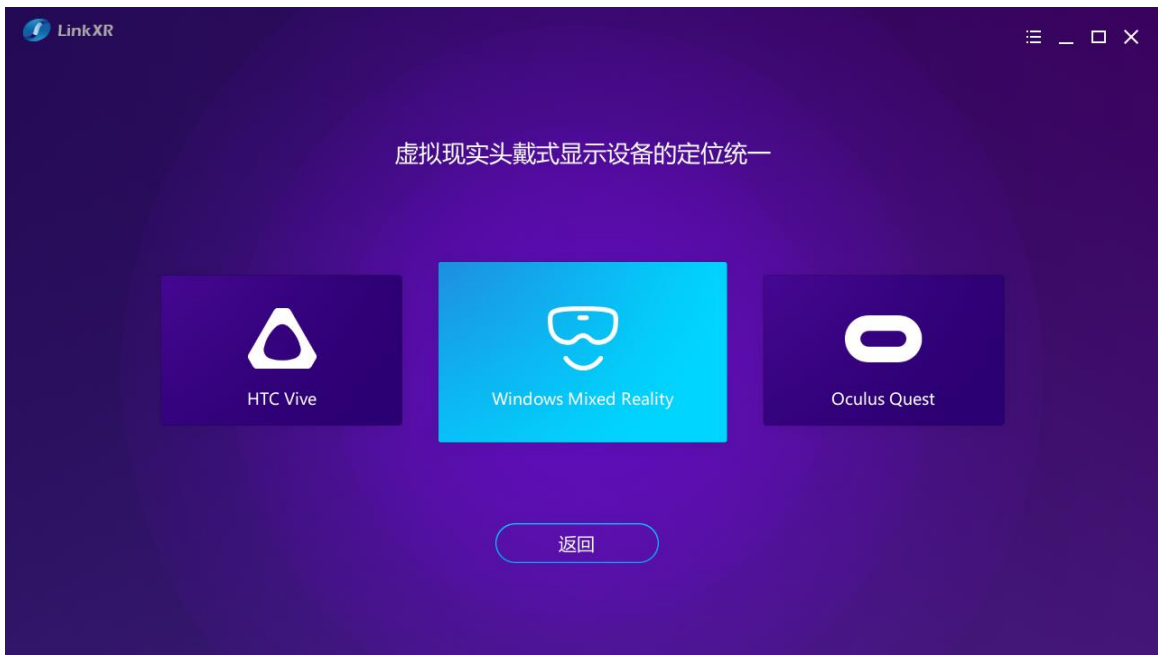 LinkXR
虚拟现实头戴式显示设备的定位统一
HTC Vive
Windows Mixed Reality
Oculus Quest
返回